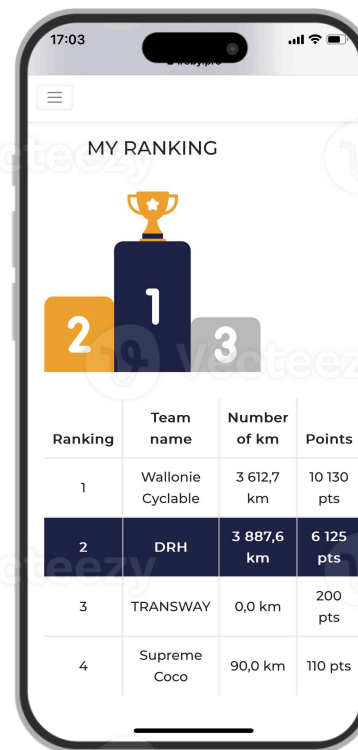 17:03
MY RANKING
1
2
3
Ranking Team name Number of km Points
1 Wallonie Cyclable 3 612,7 km 10 130 pts
2 DRH 3 887,6 km 6 125 pts
3 TRANSWAY 0,0 km 200 pts
4 Supreme Coco 90,0 km 110 pts
Vecteezy